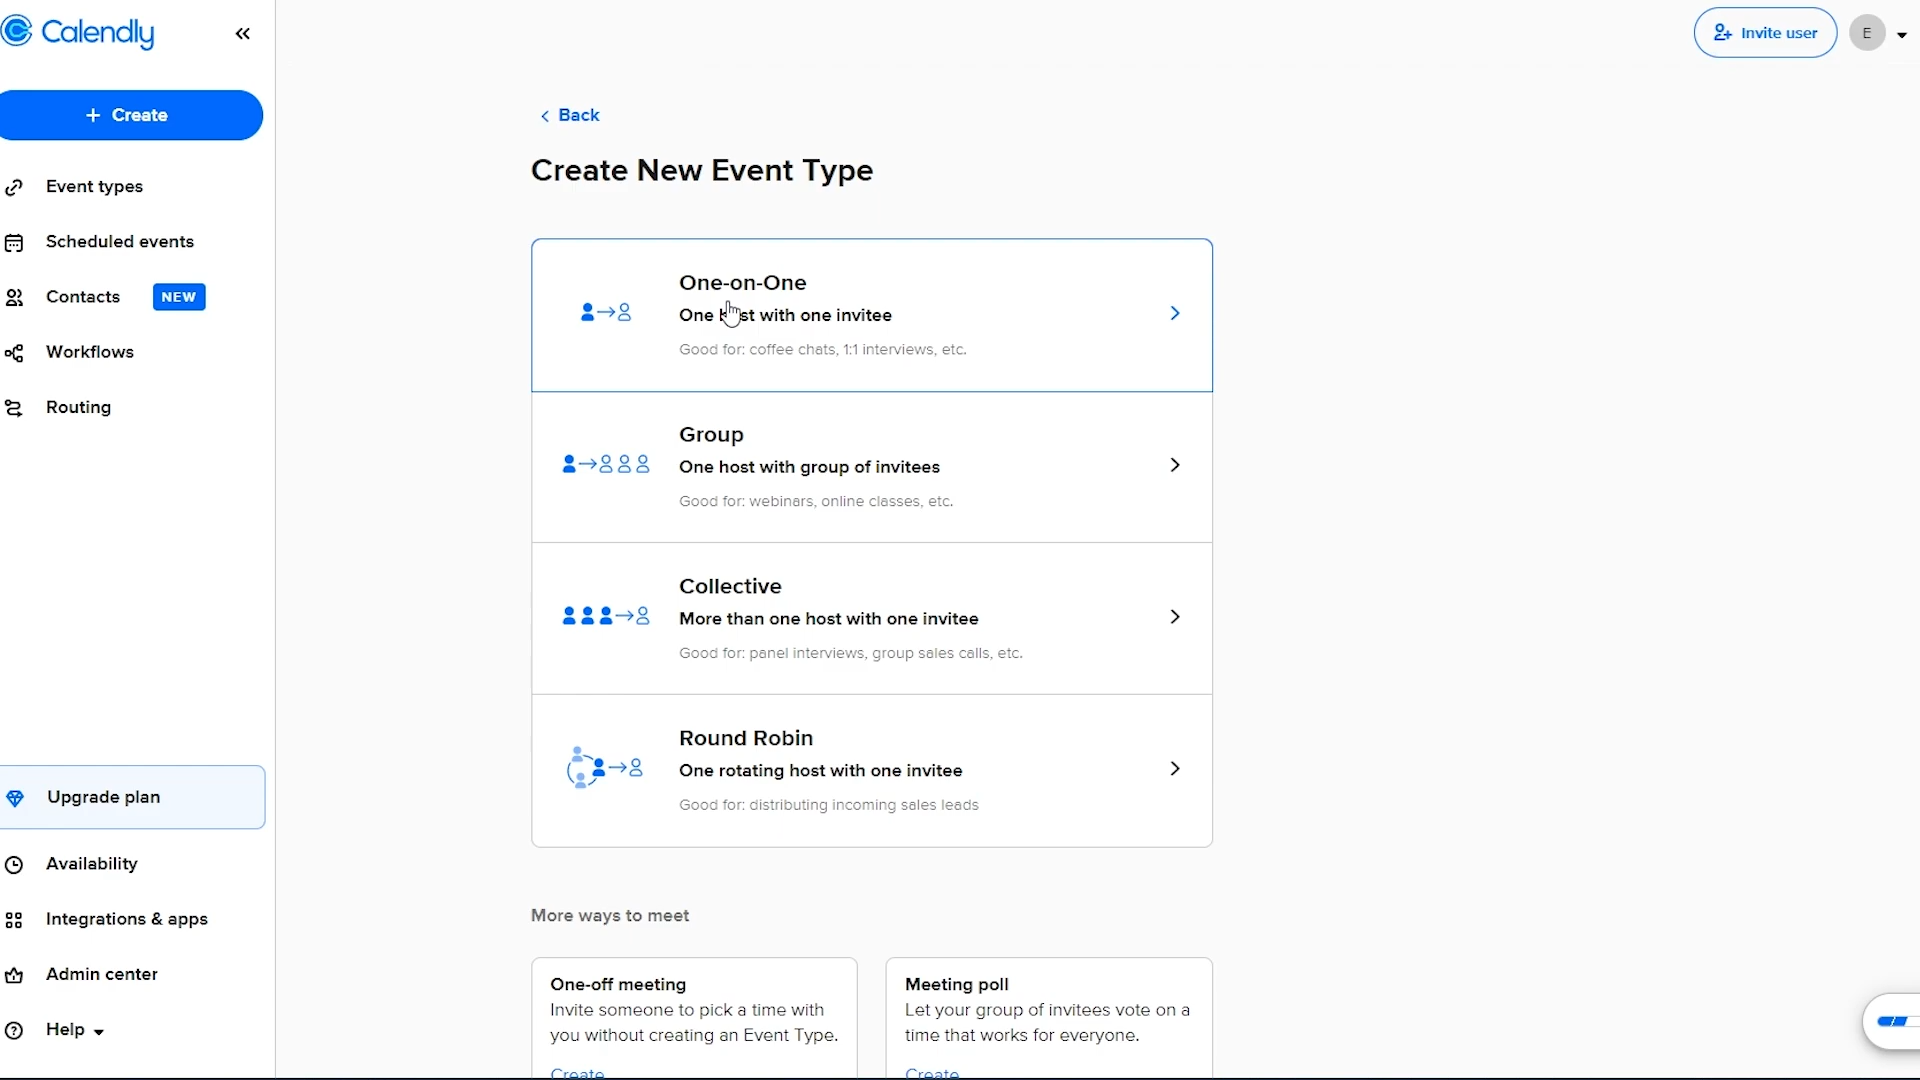 Calendly
Invite user
E
+ Create
Event types
Scheduled events
Contacts NEW
Workflows
Routing
Upgrade plan
Availability
Integrations & apps
Admin center
Help
Back
Create New Event Type
One-on-One
One host with one invitee
Good for: coffee chats, 1:1 interviews, etc.
Group
One host with group of invitees
Good for: webinars, online classes, etc.
Collective
More than one host with one invitee
Good for: panel interviews, group sales calls, etc.
Round Robin
One rotating host with one invitee
Good for: distributing incoming sales leads
More ways to meet
One-off meeting
Invite someone to pick a time with
you without creating an Event Type.
Create
Meeting poll
Let your group of invitees vote on a
time that works for everyone.
Create